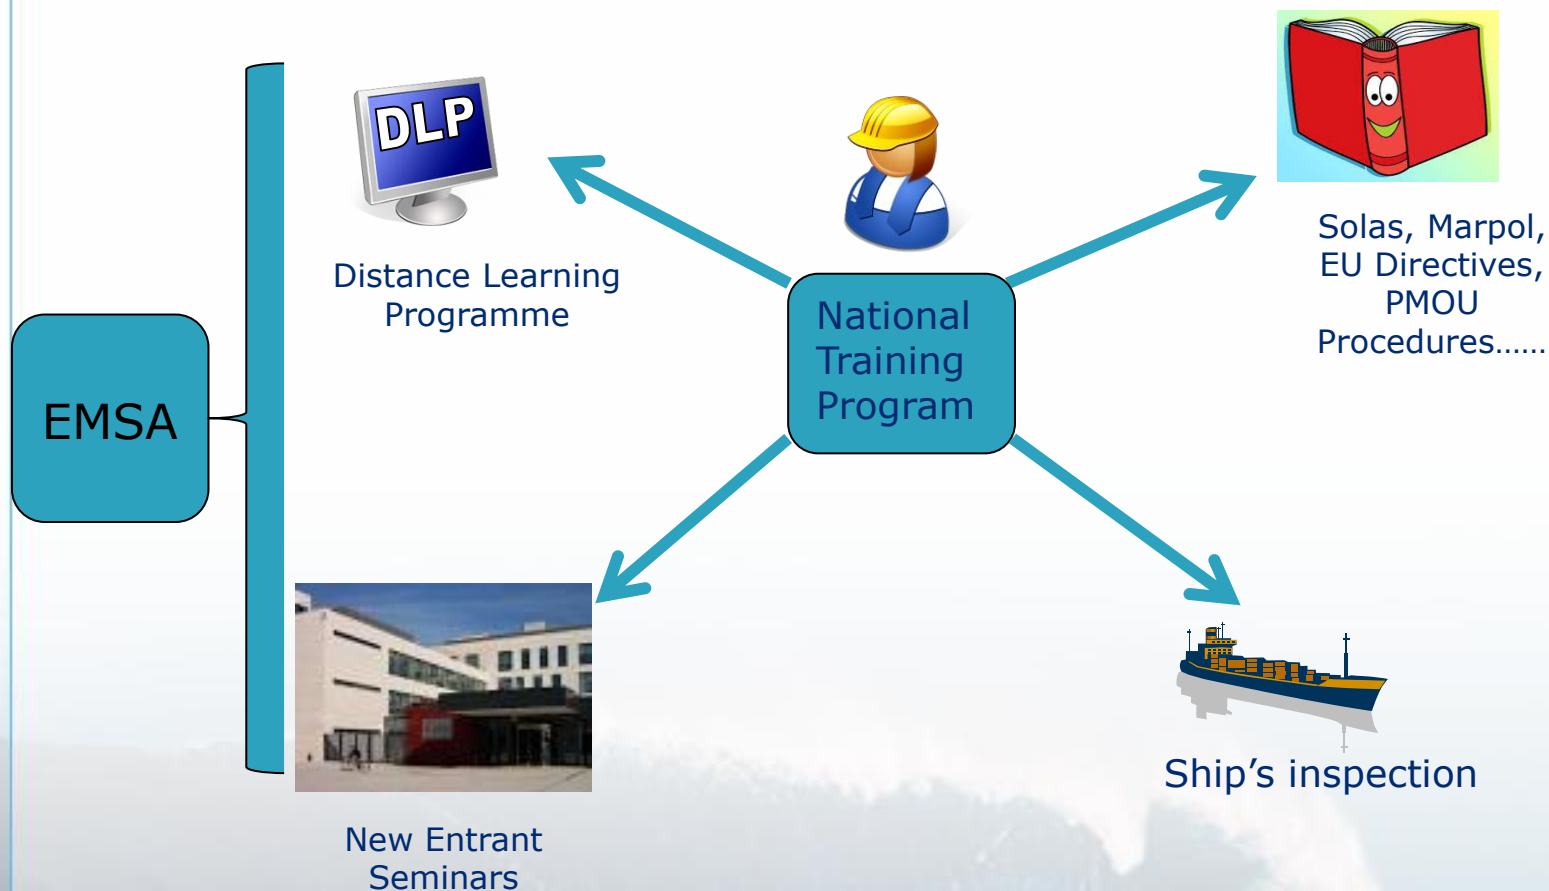 DLP
Distance Learning
Programme
EMSA
National
Training
Program
Solas, Marpol,
EU Directives,
PMOU
Procedures......
New Entrant
Seminars
Ship’s inspection